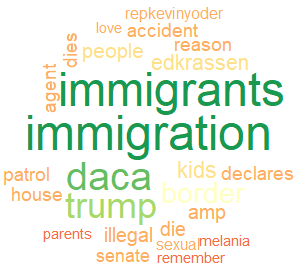 repkevinyoder
love accident
dies people reason
agent edkrassen
immigrants
immigration
daca kids declares
patrol
house trump border
amp
parents illegal die
sexual melania
senate remember